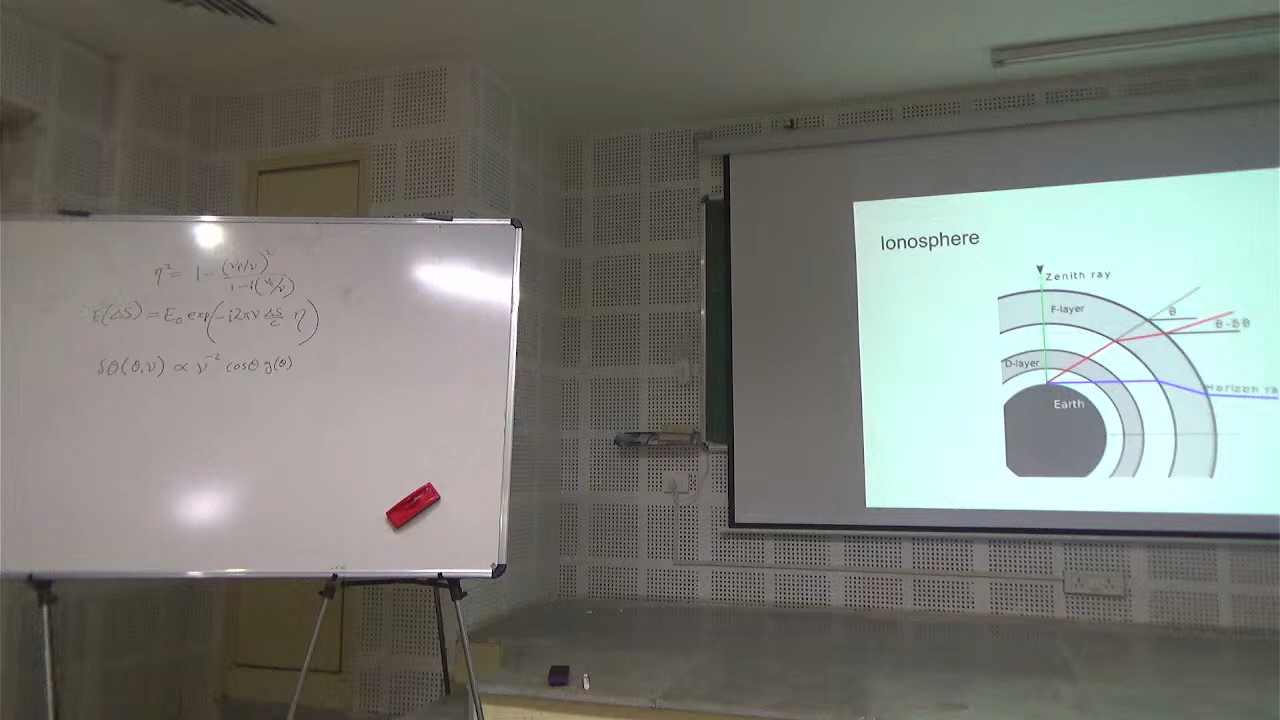 η² = 1 - (νp/ν)² / 1 - i(νc/ν)
E(ΔS) = E₀ exp(-i2πν ΔS/c η)
δθ(θ,ν) ∝ ν⁻² cosθ g(θ)
Ionosphere
Zenith ray
F-layer
θ
θ-δθ
D-layer
Horizon ra
Earth